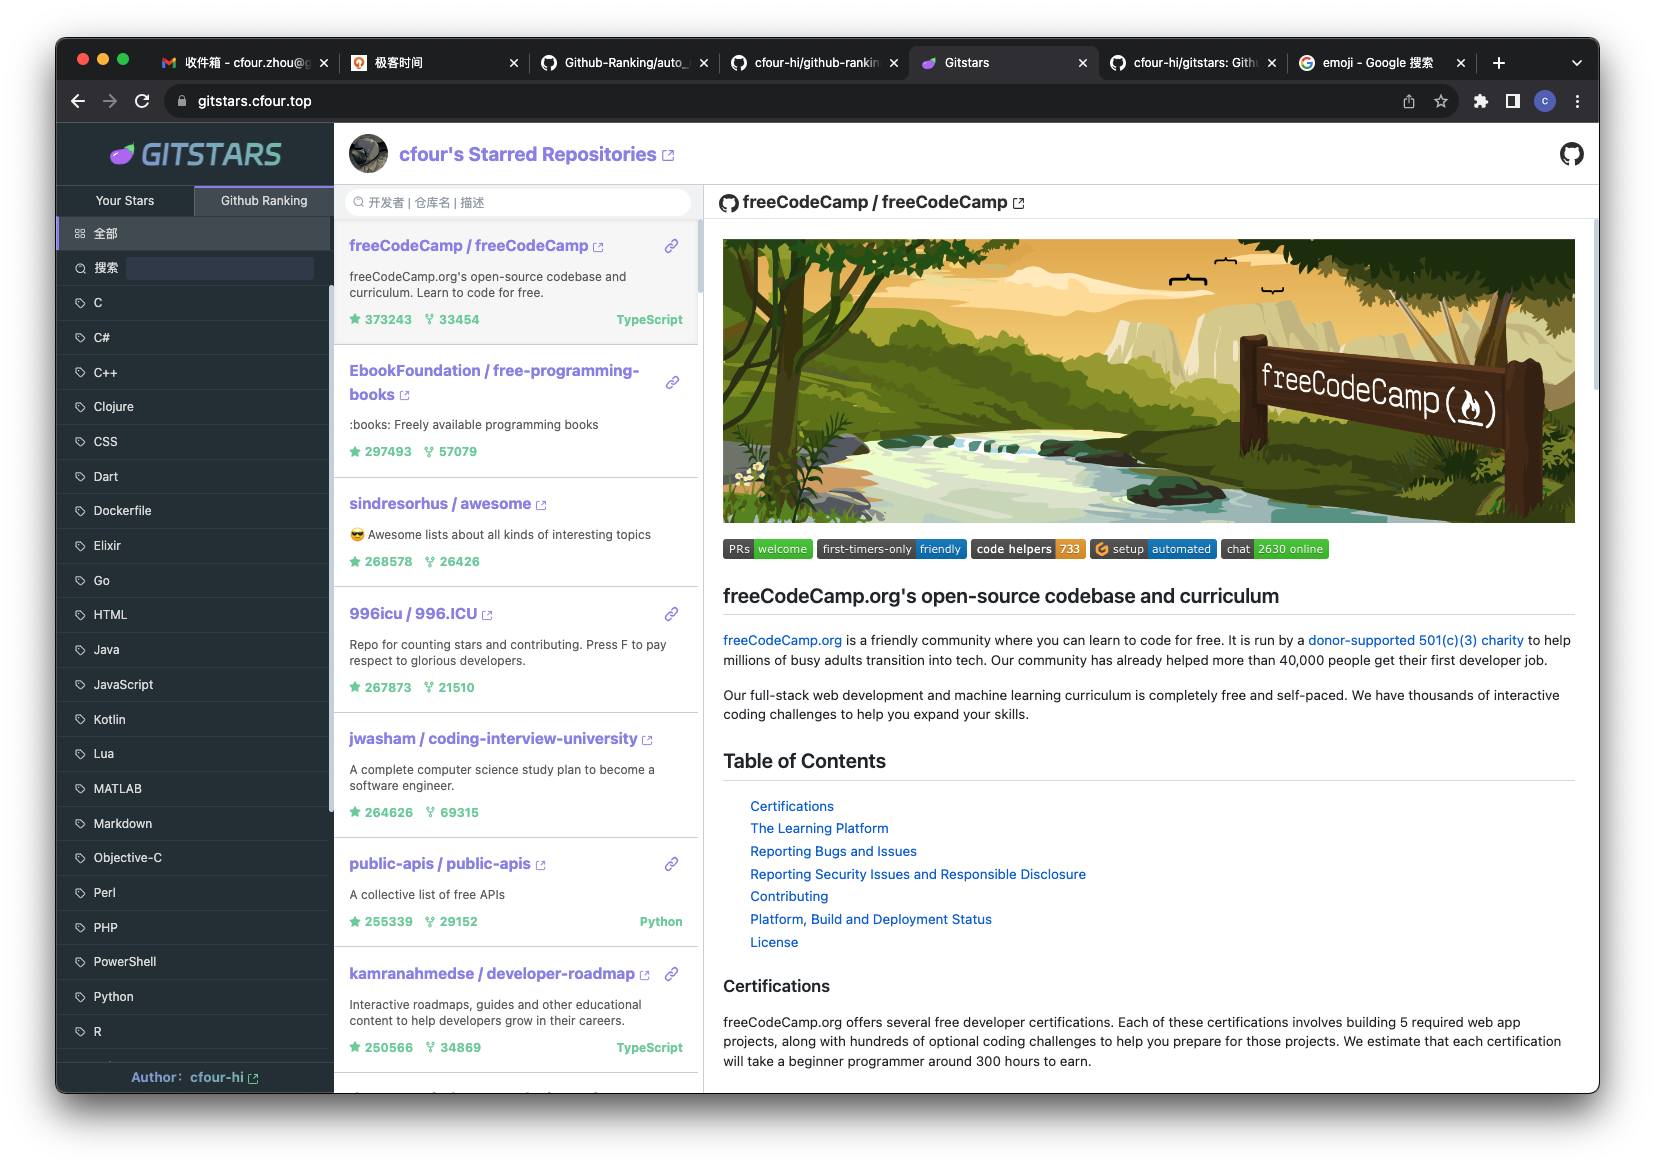 收件箱 - cfour.zhou@g
极客时间
Github-Ranking/auto_
cfour-hi/github-rankin
Gitstars
cfour-hi/gitstars: Gith
emoji - Google 搜索
gitstars.cfour.top
C
GITSTARS
cfour's Starred Repositories
Your Stars
Github Ranking
全部
搜索
C
C#
C++
Clojure
CSS
Dart
Dockerfile
Elixir
Go
HTML
Java
JavaScript
Kotlin
Lua
MATLAB
Markdown
Objective-C
Perl
PHP
PowerShell
Python
R
Author： cfour-hi
开发者 | 仓库名 | 描述
freeCodeCamp / freeCodeCamp
freeCodeCamp.org's open-source codebase and
curriculum. Learn to code for free.
373243 33454 TypeScript
EbookFoundation / free-programming-
books
:books: Freely available programming books
297493 57079
sindresorhus / awesome
😎 Awesome lists about all kinds of interesting topics
268578 26426
996icu / 996.ICU
Repo for counting stars and contributing. Press F to pay
respect to glorious developers.
267873 21510
jwasham / coding-interview-university
A complete computer science study plan to become a
software engineer.
264626 69315
public-apis / public-apis
A collective list of free APIs
255339 29152 Python
kamranahmedse / developer-roadmap
Interactive roadmaps, guides and other educational
content to help developers grow in their careers.
250566 34869 TypeScript
freeCodeCamp / freeCodeCamp
freeCodeCamp(🔥)
PRs welcome
first-timers-only friendly
code helpers 733
setup automated
chat 2630 online
freeCodeCamp.org's open-source codebase and curriculum
freeCodeCamp.org is a friendly community where you can learn to code for free. It is run by a donor-supported 501(c)(3) charity to help
millions of busy adults transition into tech. Our community has already helped more than 40,000 people get their first developer job.
Our full-stack web development and machine learning curriculum is completely free and self-paced. We have thousands of interactive
coding challenges to help you expand your skills.
Table of Contents
Certifications
The Learning Platform
Reporting Bugs and Issues
Reporting Security Issues and Responsible Disclosure
Contributing
Platform, Build and Deployment Status
License
Certifications
freeCodeCamp.org offers several free developer certifications. Each of these certifications involves building 5 required web app
projects, along with hundreds of optional coding challenges to help you prepare for those projects. We estimate that each certification
will take a beginner programmer around 300 hours to earn.